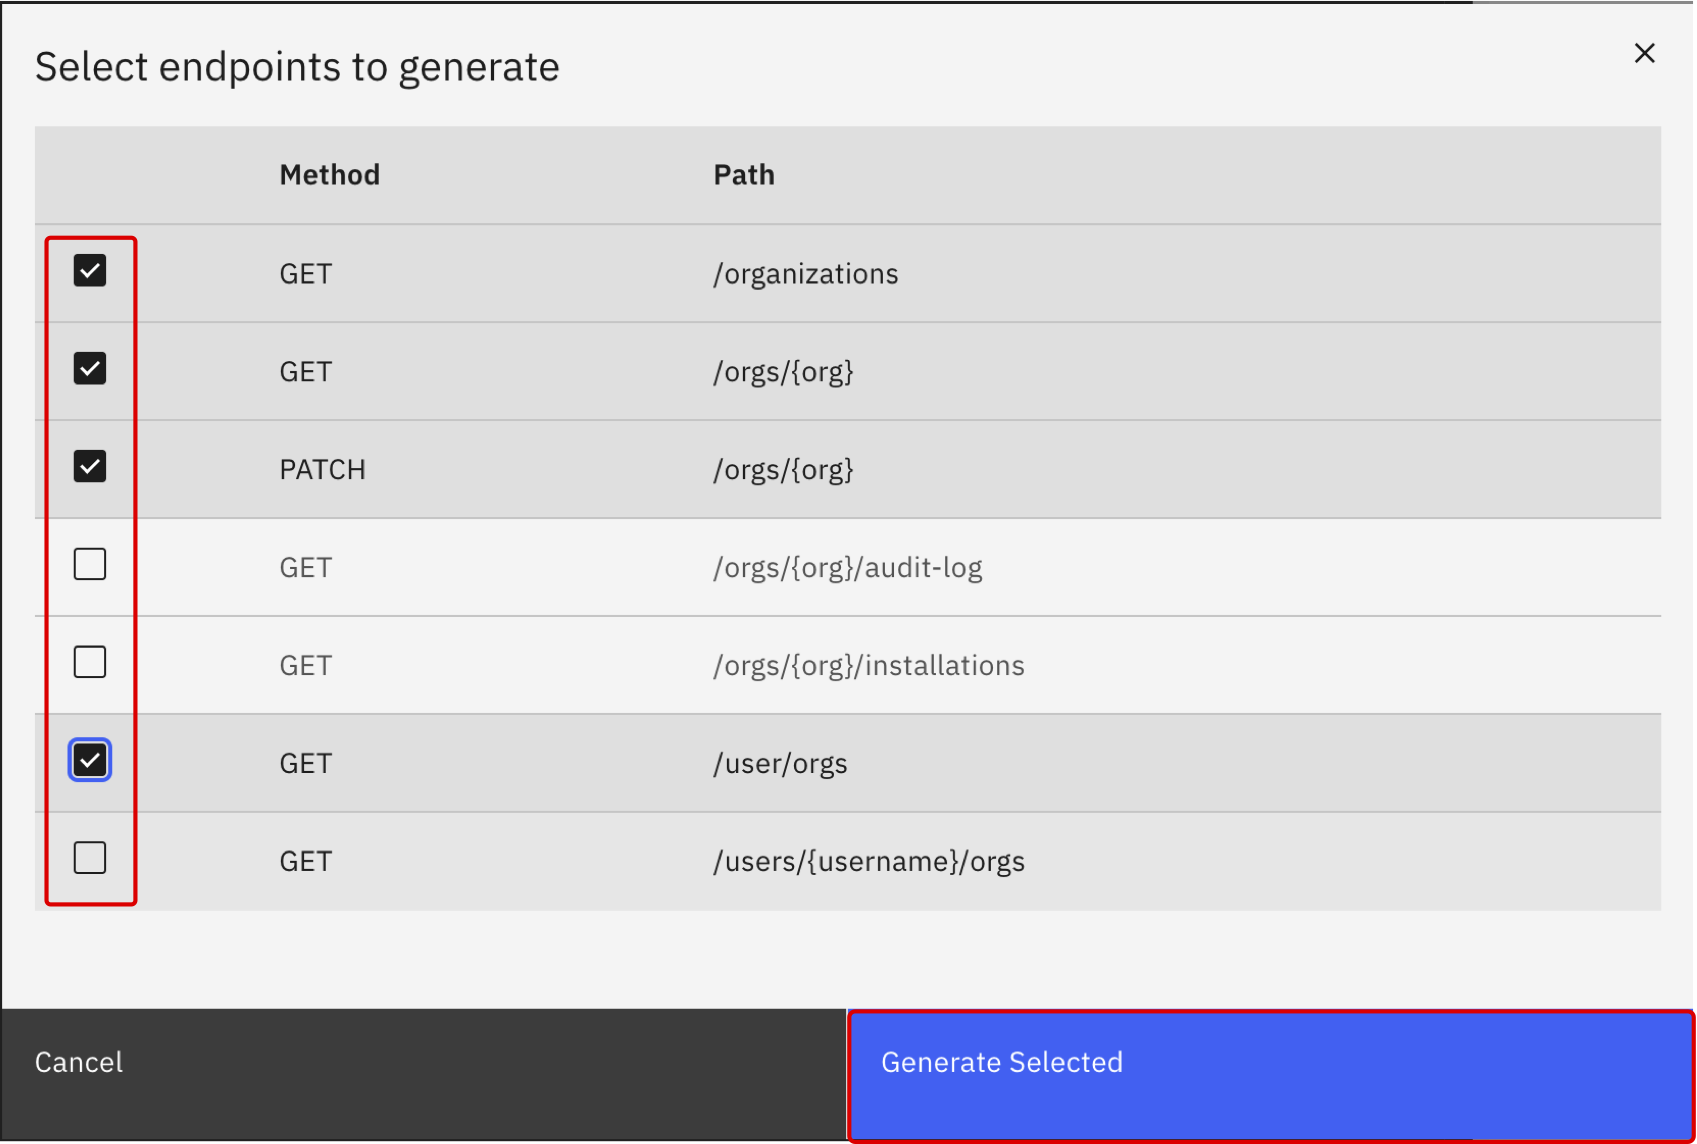 Select endpoints to generate
Method Path
GET /organizations
GET /orgs/{org}
PATCH /orgs/{org}
GET /orgs/{org}/audit-log
GET /orgs/{org}/installations
GET /user/orgs
GET /users/{username}/orgs
Cancel Generate Selected